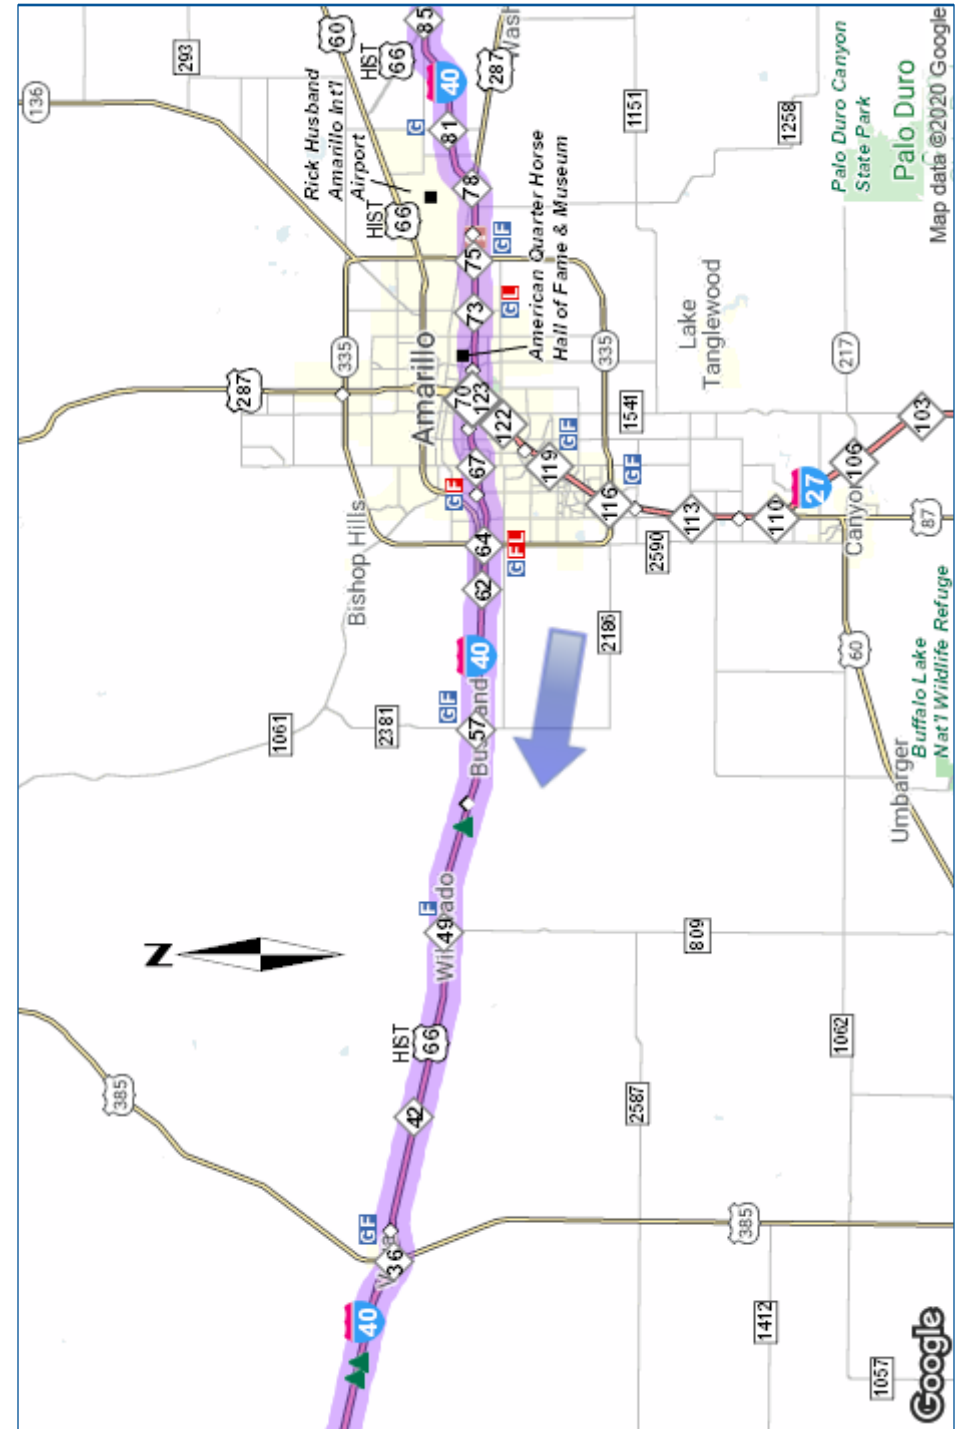 136
293
60
HIST
66
85
40
287
Wash
Rick Husband
Amarillo Int'l
Airport
HIST
66
G
81
78
1151
1258
Palo Duro Canyon
State Park
Palo Duro
Map data ©2020 Google
335
75
GF
73
GL
American Quarter Horse
Hall of Fame & Museum
335
Lake
Tanglewood
217
287
Amarillo
70
123
122
119
GF
1541
GF
116
113
110
27
106
103
Canyon
87
2590
67
GF
64
GFL
62
Bishop Hills
40
1061
2381
GF
57
2186
60
Umbarger
Buffalo Lake
Nat'l Wildlife Refuge
N
F
49
809
HIST
66
385
42
2587
1062
GF
36
385
40
1412
1057
Google